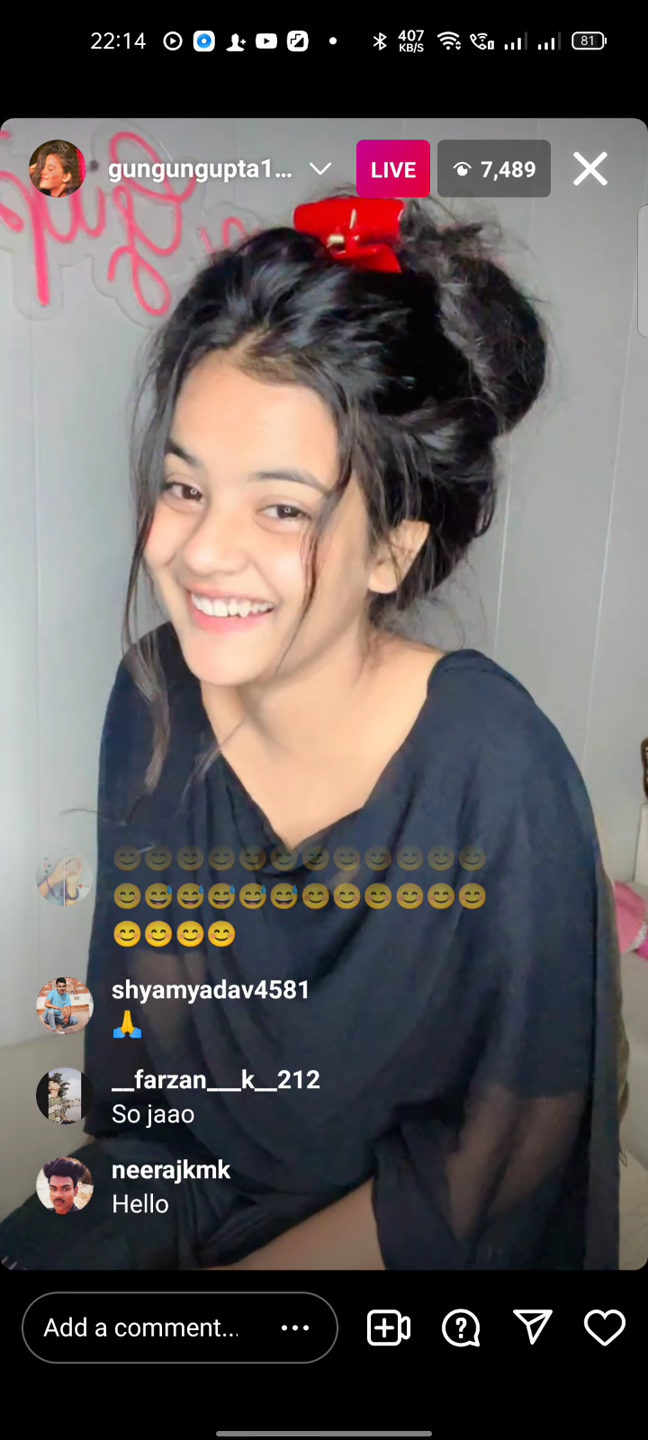 22:14
407
KB/S
81
gungungupta1...
LIVE
7,489
😊😊😊😊😅😅😅😊😊😊😊😊
😊😅😅😅😅😅😊😊😊😊😊😊
😊😊😊😊
shyamyadav4581
🙏
__farzan___k__212
So jaao
neerajkmk
Hello
Add a comment...